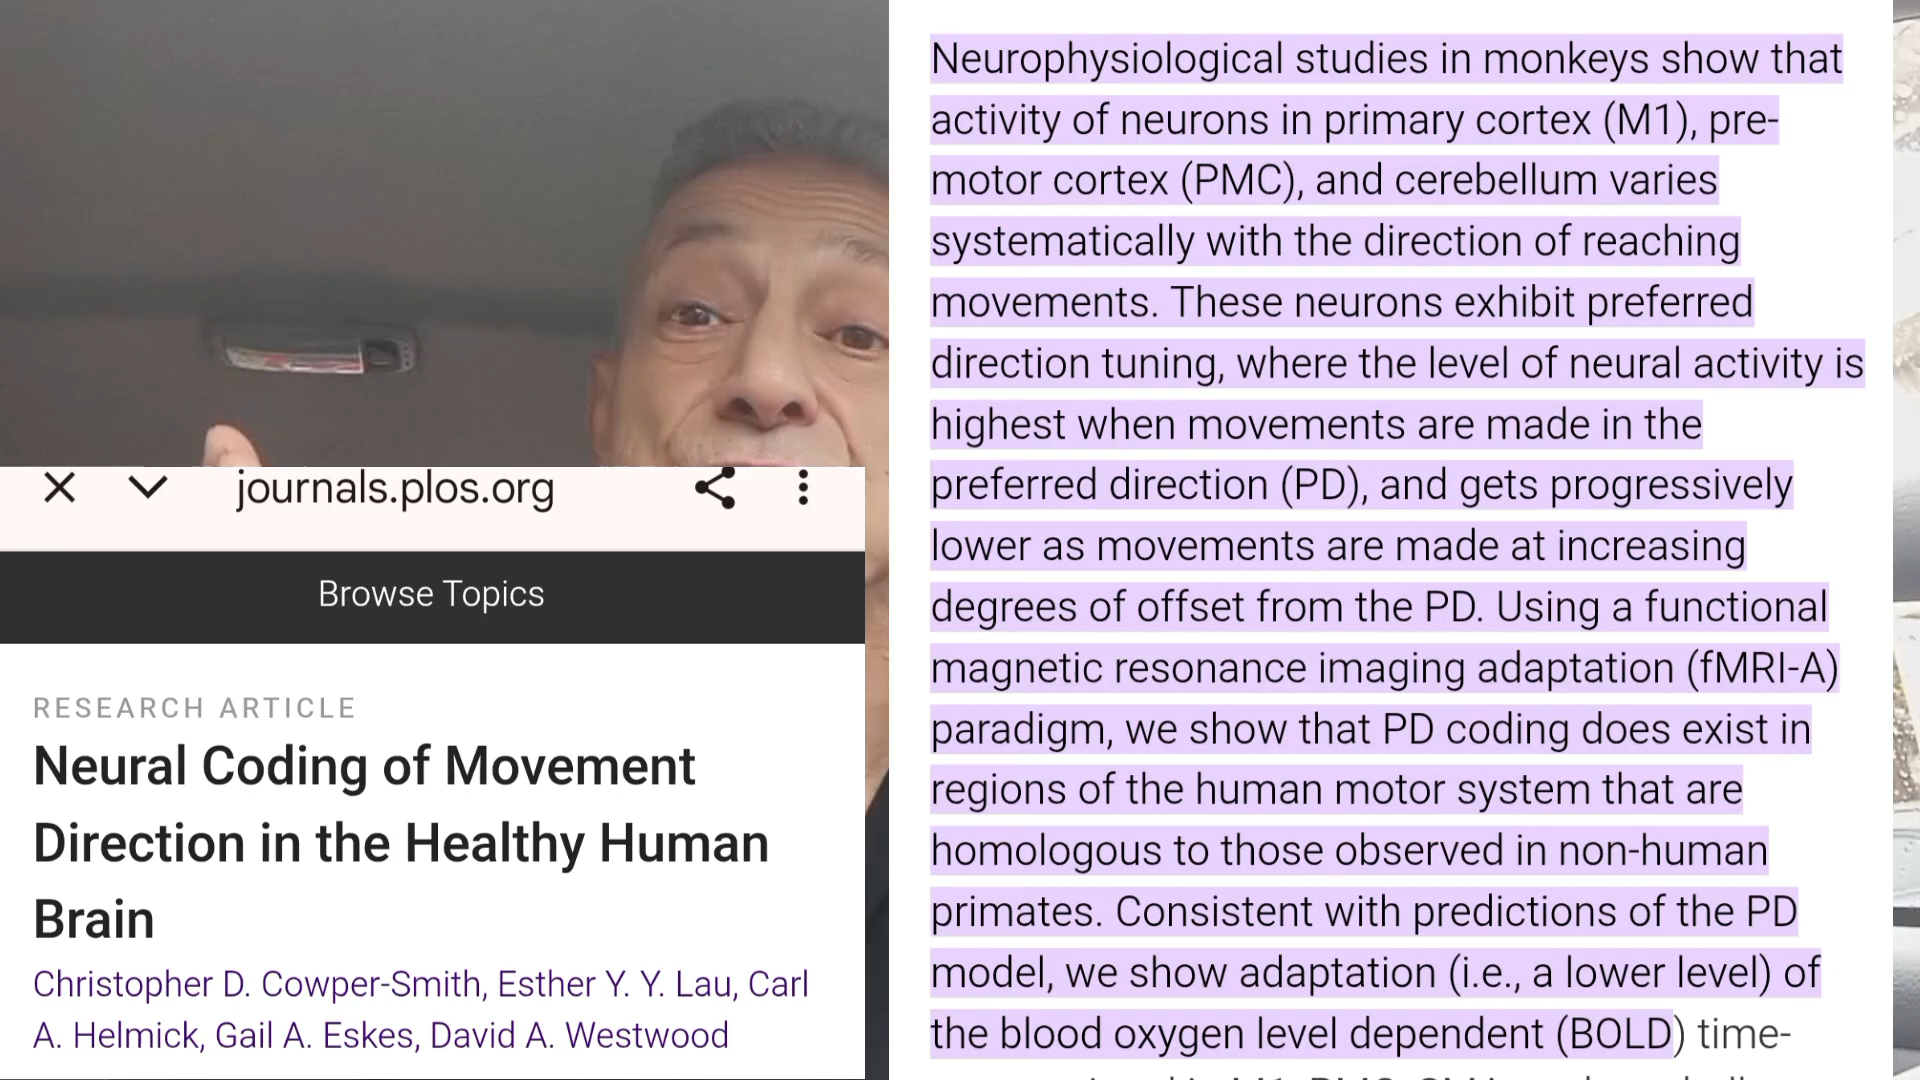 journals.plos.org
Browse Topics
RESEARCH ARTICLE
Neural Coding of Movement
Direction in the Healthy Human
Brain
Christopher D. Cowper-Smith, Esther Y. Y. Lau, Carl
A. Helmick, Gail A. Eskes, David A. Westwood
Neurophysiological studies in monkeys show that
activity of neurons in primary cortex (M1), pre-
motor cortex (PMC), and cerebellum varies
systematically with the direction of reaching
movements. These neurons exhibit preferred
direction tuning, where the level of neural activity is
highest when movements are made in the
preferred direction (PD), and gets progressively
lower as movements are made at increasing
degrees of offset from the PD. Using a functional
magnetic resonance imaging adaptation (fMRI-A)
paradigm, we show that PD coding does exist in
regions of the human motor system that are
homologous to those observed in non-human
primates. Consistent with predictions of the PD
model, we show adaptation (i.e., a lower level) of
the blood oxygen level dependent (BOLD) time-